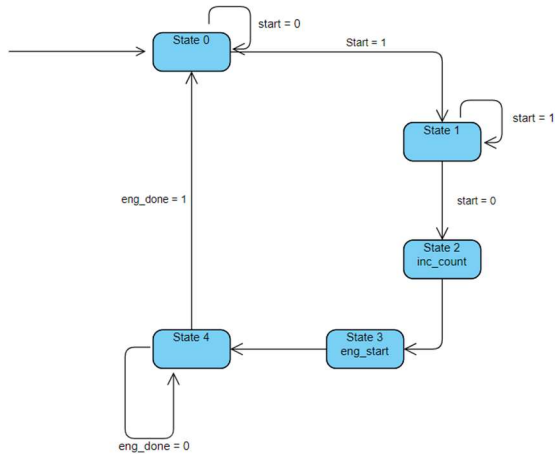 start = 0
State 0
Start = 1
State 1
start = 1
eng_done = 1
start = 0
State 2
inc_count
State 4
State 3
eng_start
eng_done = 0